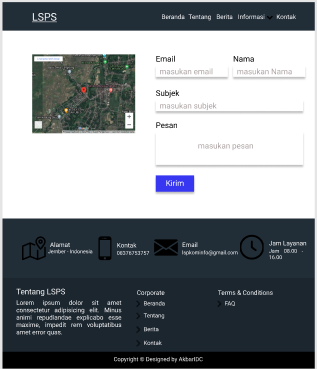 LSPS
Beranda Tentang Berita Informasi Kontak
Email
masukan email
Nama
masukan Nama
Subjek
masukan subjek
Pesan
masukan pesan
Kirim
Alamat
Jember - Indonesia
Kontak
08376753757
Email
lspkominfo@gmail.com
Jam Layanan
Jam 08.00 -
16.00
Tentang LSPS
Lorem ipsum dolor sit amet
consectetur adipisicing elit. Minus
animi repudiandae explicabo esse
maxime, impedit rem voluptatibus
amet error quas.
Corporate
Beranda
Tentang
Berita
Kontak
Terms & Conditions
FAQ
Copyright © Designed by AkbarIDC